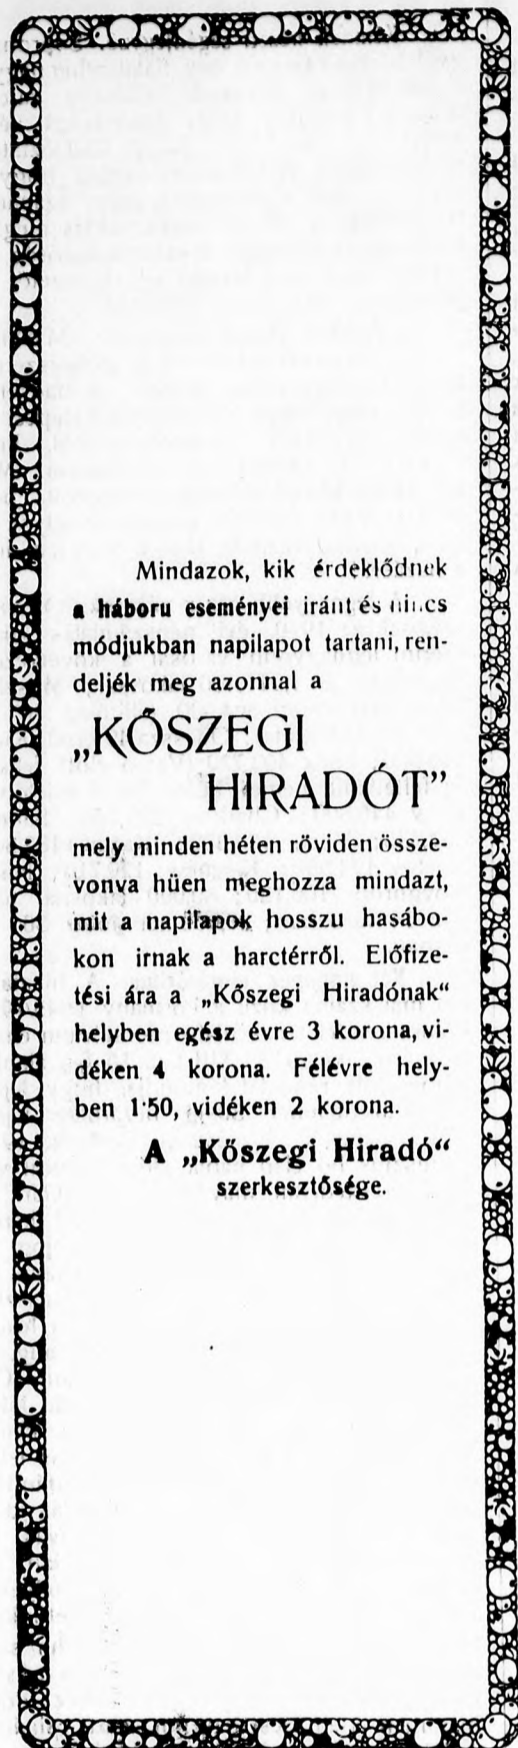 Mindazok, kik érdeklődnek
a háboru eseményei iránt és nincs
módjukban napilapot tartani, ren-
deljék meg azonnal a
„KŐSZEGI
HIRADÓT”
mely minden héten röviden össze-
vonva hüen meghozza mindazt,
mit a napilapok hosszu hasábo-
kon irnak a harctérről. Előfize-
tési ára a „Kőszegi Hiradónak“
helyben egész évre 3 korona, vi-
déken 4 korona. Félévre hely-
ben 1·50, vidéken 2 korona.
A „Kőszegi Hiradó“
szerkesztősége.